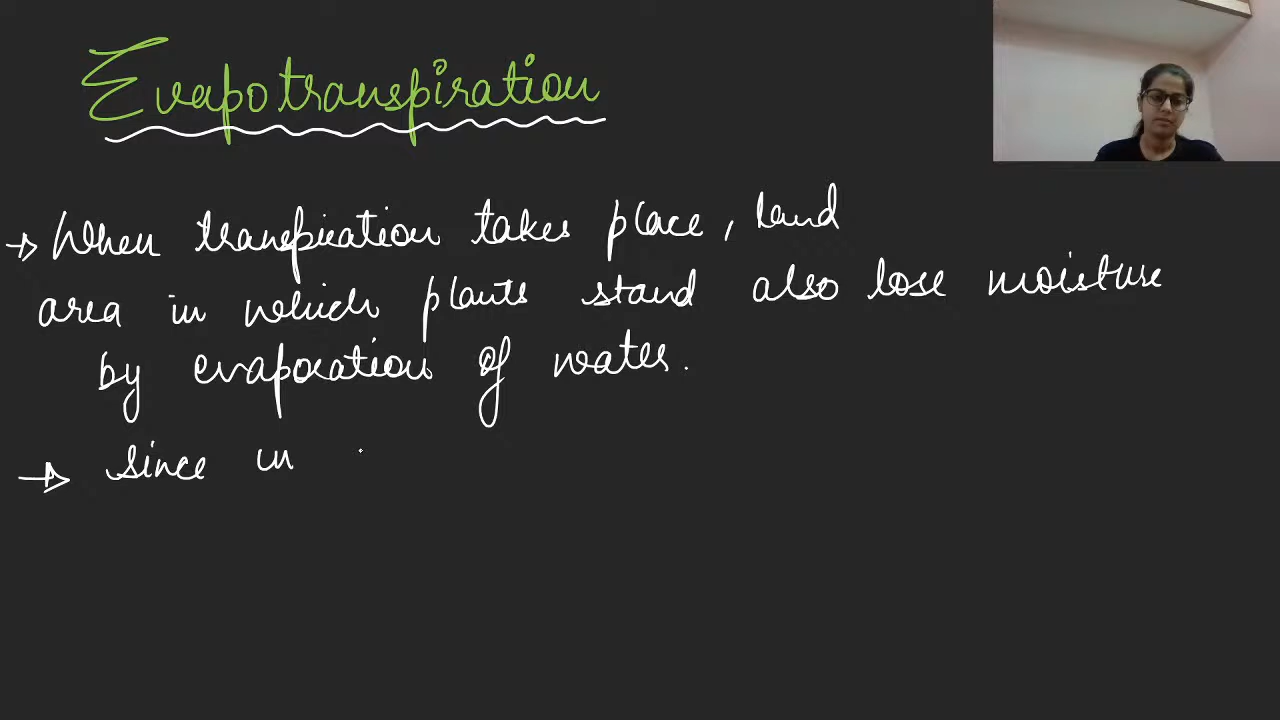 Evapotranspiration
→ When transpiration takes place, land
area in which plants stand also lose moisture
by evaporation of water.
→ Since in